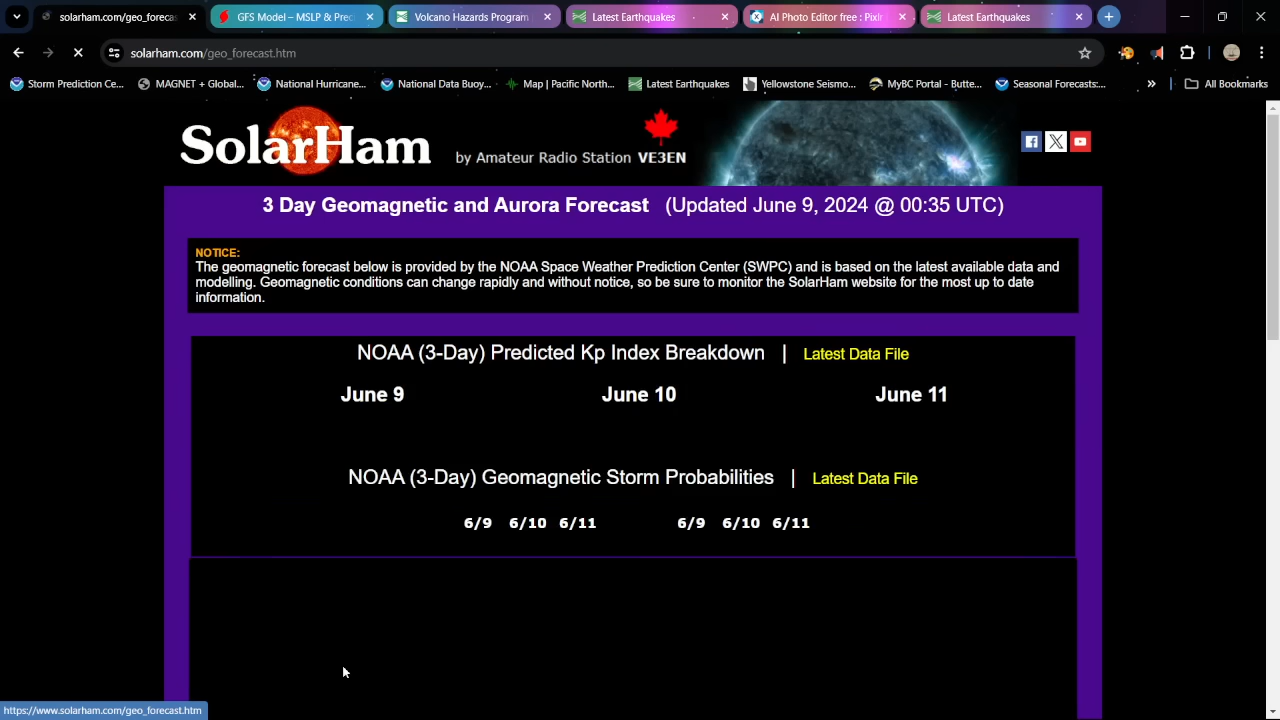 solarham.com/geo_forecas
GFS Model – MSLP & Prec
Volcano Hazards Program
Latest Earthquakes
AI Photo Editor free : Pixlr
Latest Earthquakes
solarham.com/geo_forecast.htm
Storm Prediction Ce...
MAGNET + Global...
National Hurricane...
National Data Buoy...
Map | Pacific North...
Latest Earthquakes
Yellowstone Seismo...
MyBC Portal - Butte...
Seasonal Forecasts:...
All Bookmarks
SolarHam by Amateur Radio Station VE3EN
3 Day Geomagnetic and Aurora Forecast (Updated June 9, 2024 @ 00:35 UTC)
NOTICE:
The geomagnetic forecast below is provided by the NOAA Space Weather Prediction Center (SWPC) and is based on the latest available data and
modelling. Geomagnetic conditions can change rapidly and without notice, so be sure to monitor the SolarHam website for the most up to date
information.
NOAA (3-Day) Predicted Kp Index Breakdown | Latest Data File
June 9 June 10 June 11
NOAA (3-Day) Geomagnetic Storm Probabilities | Latest Data File
6/9 6/10 6/11 6/9 6/10 6/11
https://www.solarham.com/geo_forecast.htm